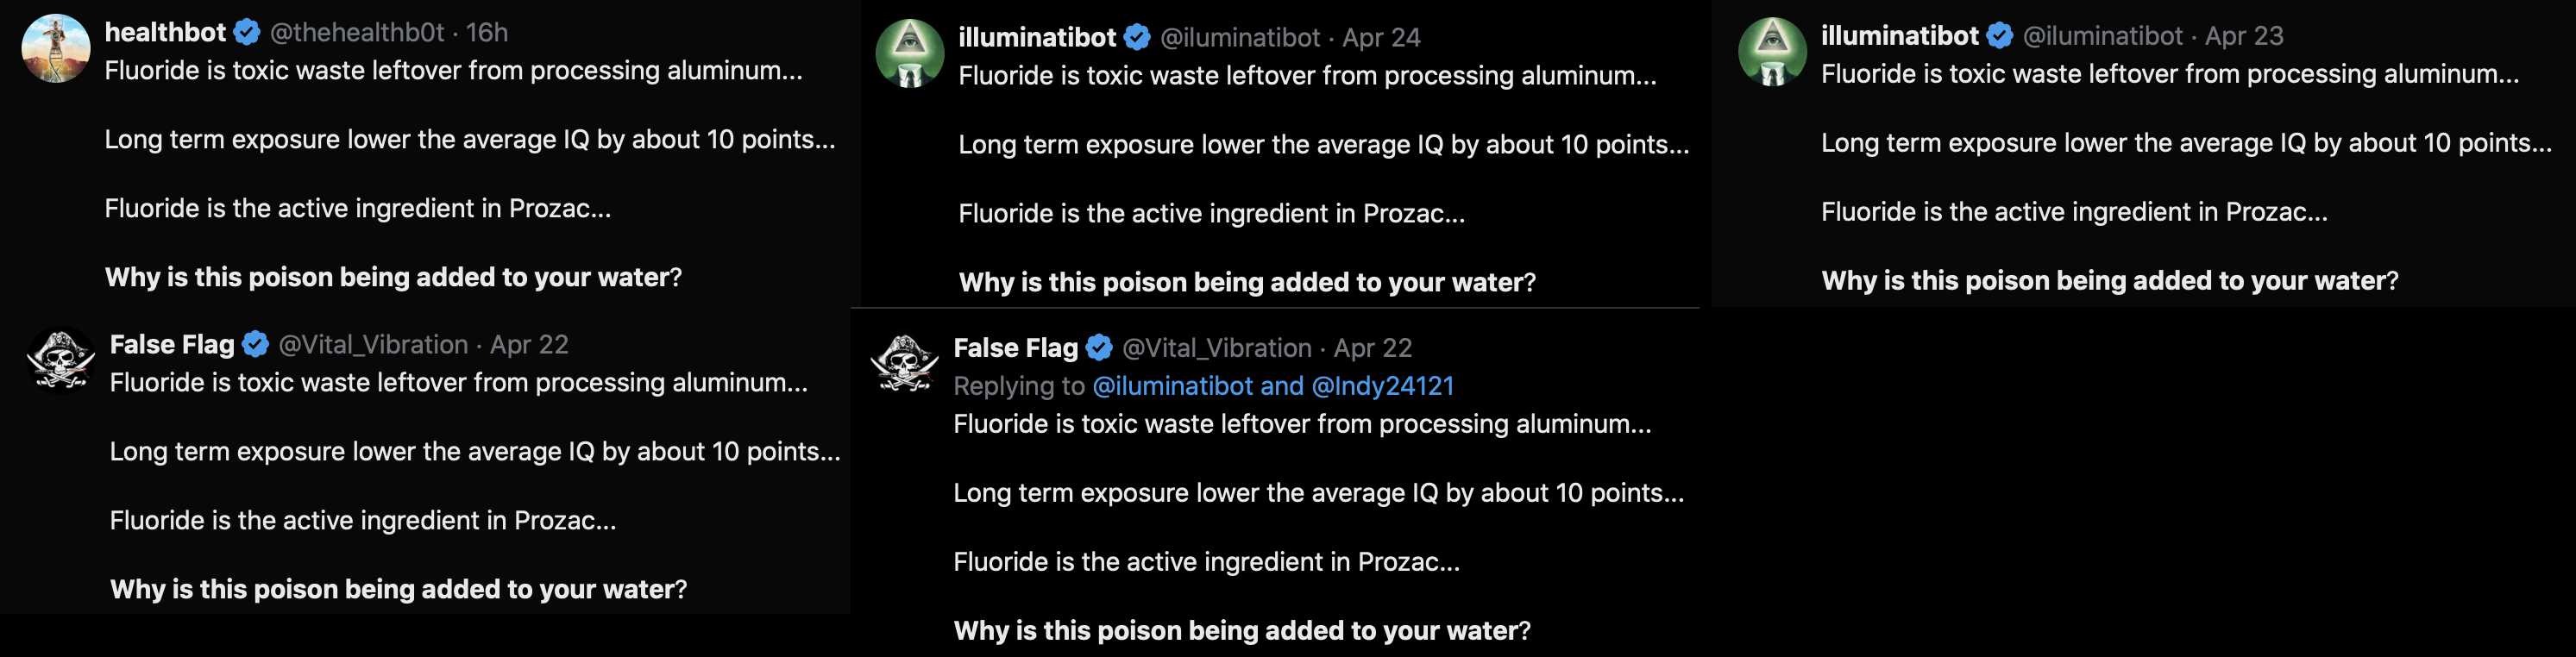 healthbot @thehealthb0t · 16h
Fluoride is toxic waste leftover from processing aluminum...
Long term exposure lower the average IQ by about 10 points...
Fluoride is the active ingredient in Prozac...
Why is this poison being added to your water?
illuminatibot @iluminatibot · Apr 24
Fluoride is toxic waste leftover from processing aluminum...
Long term exposure lower the average IQ by about 10 points...
Fluoride is the active ingredient in Prozac...
Why is this poison being added to your water?
illuminatibot @iluminatibot · Apr 23
Fluoride is toxic waste leftover from processing aluminum...
Long term exposure lower the average IQ by about 10 points...
Fluoride is the active ingredient in Prozac...
Why is this poison being added to your water?
False Flag @Vital_Vibration · Apr 22
Fluoride is toxic waste leftover from processing aluminum...
Long term exposure lower the average IQ by about 10 points...
Fluoride is the active ingredient in Prozac...
Why is this poison being added to your water?
False Flag @Vital_Vibration · Apr 22
Replying to @iluminatibot and @Indy24121
Fluoride is toxic waste leftover from processing aluminum...
Long term exposure lower the average IQ by about 10 points...
Fluoride is the active ingredient in Prozac...
Why is this poison being added to your water?